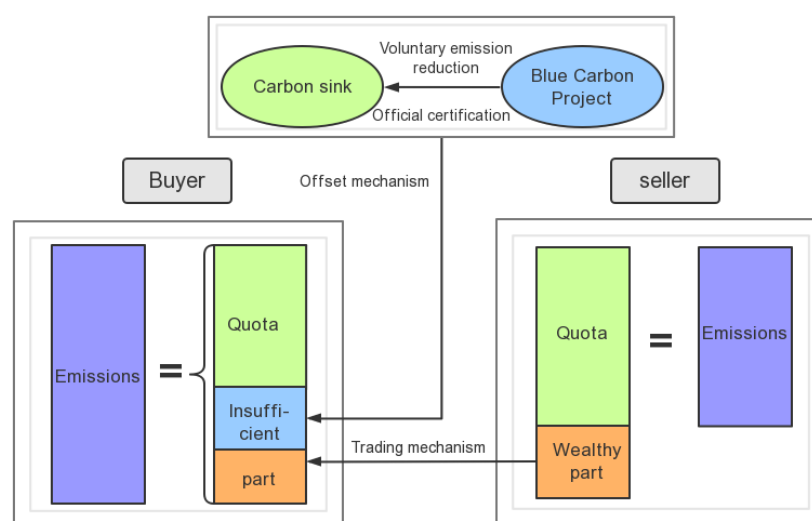 Voluntary emission
reduction
Carbon sink
Blue Carbon
Project
Official certification
Buyer
Offset mechanism
seller
Emissions
=
Quota
Insuffi-
cient
part
Trading mechanism
Quota
Wealthy
part
=
Emissions